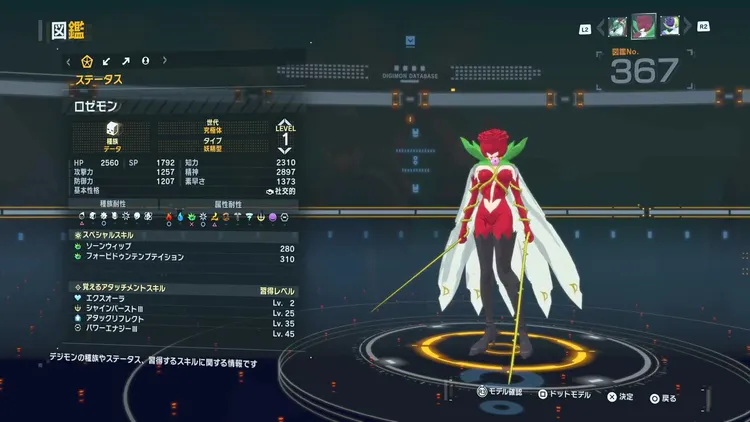 図鑑
L2
R2
図鑑No.
367
DIGIMON DATABASE
ステータス
ロゼモン
種族
データ
世代
究極体
タイプ
妖精型
LEVEL
1
HP 2560 SP 1792 知力 2310
攻撃力 1257 精神 2897
防御力 1207 素早さ 1373
基本性格 社交的
種族耐性 属性耐性
スペシャルスキル
ソーンウィップ 280
フォービドゥンテンプテイション 310
覚えるアタッチメントスキル 習得レベル
エクスオーラ Lv. 2
シャインバーストIII Lv. 25
アタックリフレクト Lv. 35
パワーエナジーIII Lv. 45
デジモンの種族やステータス、習得するスキルに関する情報です
R3 モデル確認 ドットモデル 決定 戻る